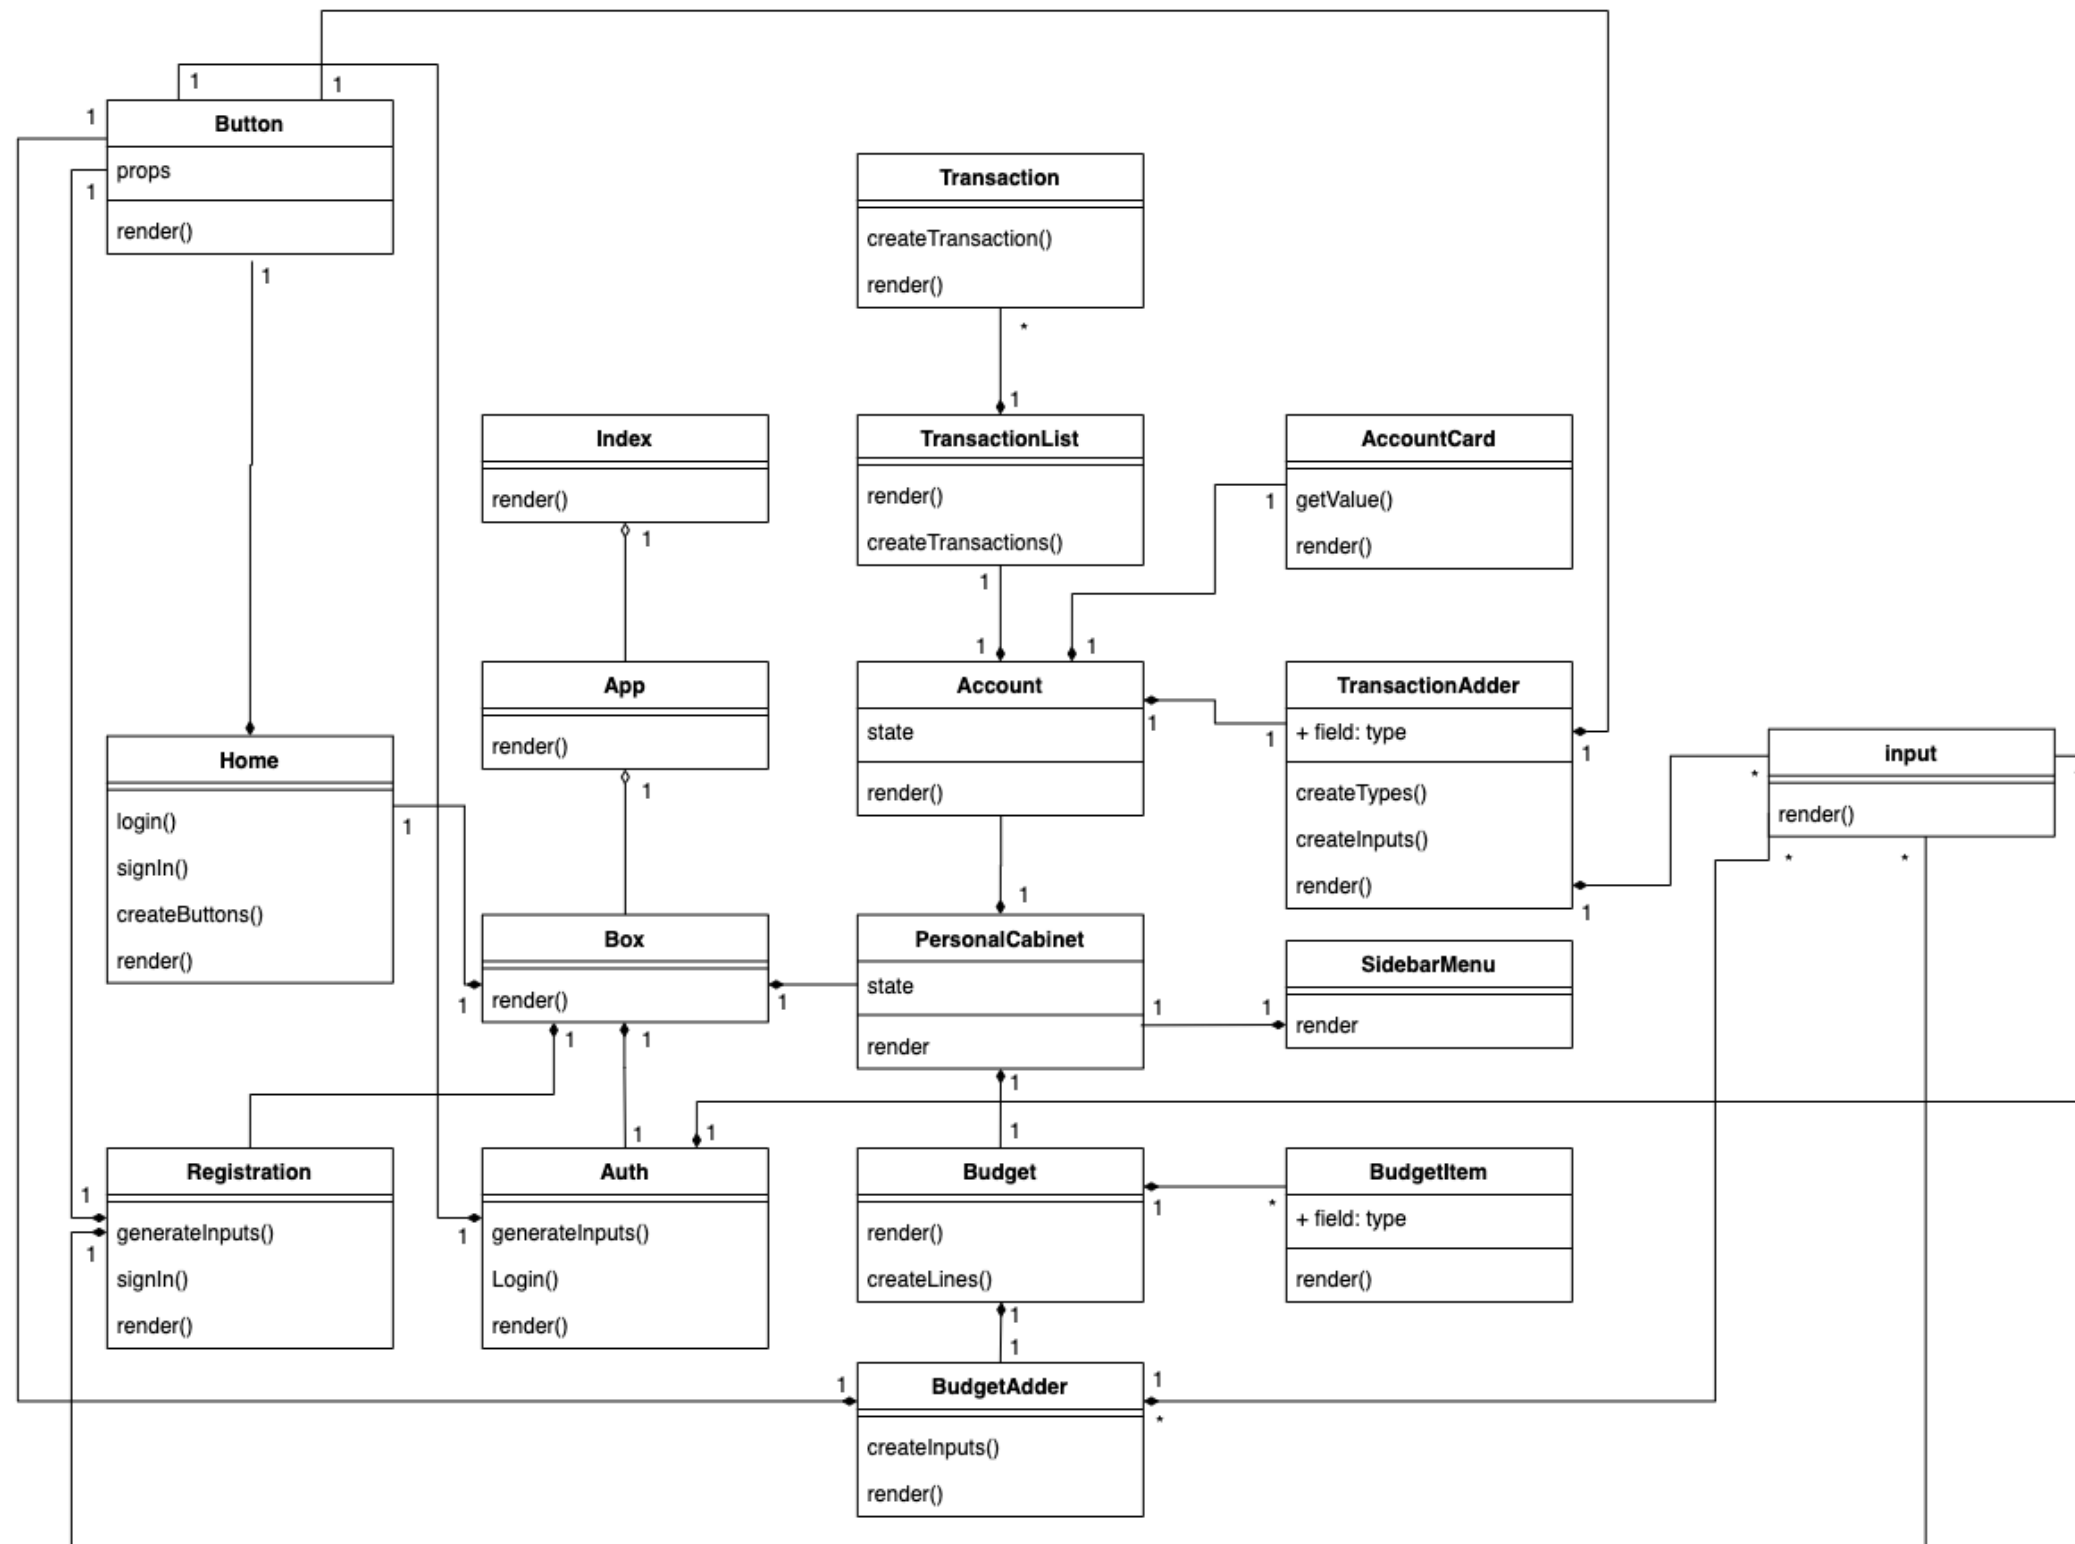 1
1
1
Button
props
1
render()
1
Transaction
createTransaction()
render()
*
1
Index
render()
1
TransactionList
render()
createTransactions()
1
AccountCard
1
getValue()
render()
1
1
App
render()
1
Account
state
render()
1
1
TransactionAdder
+ field: type
createTypes()
createInputs()
render()
1
1
input
render()
*
*
*
Home
login()
signIn()
createButtons()
render()
1
1
Box
render()
1
1
1
1
PersonalCabinet
state
render
1
1
1
SidebarMenu
render
1
1
1
1
Registration
generateInputs()
signIn()
render()
1
1
Auth
generateInputs()
Login()
render()
1
Budget
render()
createLines()
1
*
BudgetItem
+ field: type
render()
1
1
1
BudgetAdder
createInputs()
render()
1
*